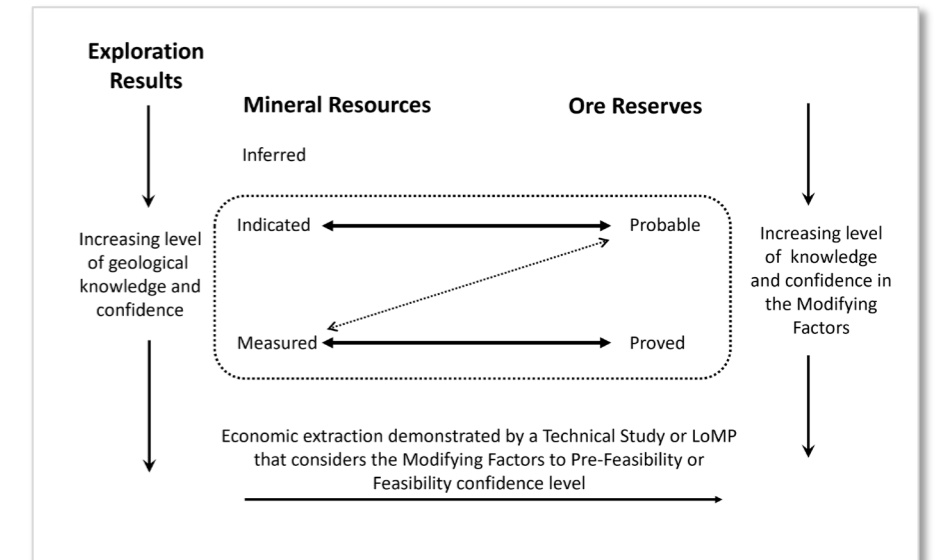 Exploration
Results
Mineral Resources
Ore Reserves
Inferred
Indicated
Probable
Increasing level
of geological
knowledge and
confidence
Increasing level
of knowledge
and confidence in
the Modifying
Factors
Measured
Proved
Economic extraction demonstrated by a Technical Study or LoMP
that considers the Modifying Factors to Pre-Feasibility or
Feasibility confidence level